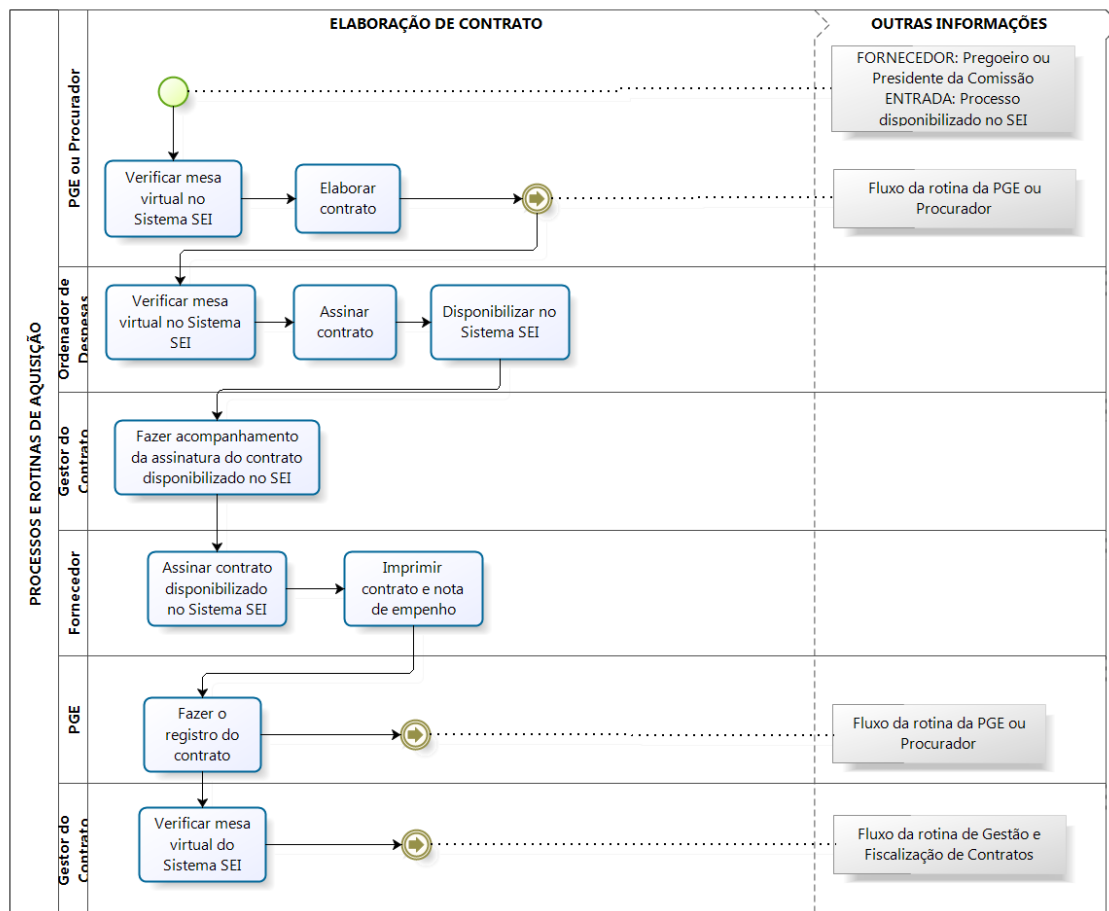 PROCESSOS E ROTINAS DE AQUISIÇÃO
ELABORAÇÃO DE CONTRATO
OUTRAS INFORMAÇÕES
PGE ou Procurador
FORNECEDOR: Pregoeiro ou
Presidente da Comissão
ENTRADA: Processo
disponibilizado no SEI
Verificar mesa
virtual no
Sistema SEI
Elaborar
contrato
Fluxo da rotina da PGE ou
Procurador
Ordenador de
Despesas
Verificar mesa
virtual no Sistema
SEI
Assinar
contrato
Disponibilizar no
Sistema SEI
Gestor do
Contrato
Fazer acompanhamento
da assinatura do contrato
disponibilizado no SEI
Fornecedor
Assinar contrato
disponibilizado
no Sistema SEI
Imprimir
contrato e nota
de empenho
PGE
Fazer o
registro do
contrato
Fluxo da rotina da PGE ou
Procurador
Gestor do
Contrato
Verificar mesa
virtual do
Sistema SEI
Fluxo da rotina de Gestão e
Fiscalização de Contratos